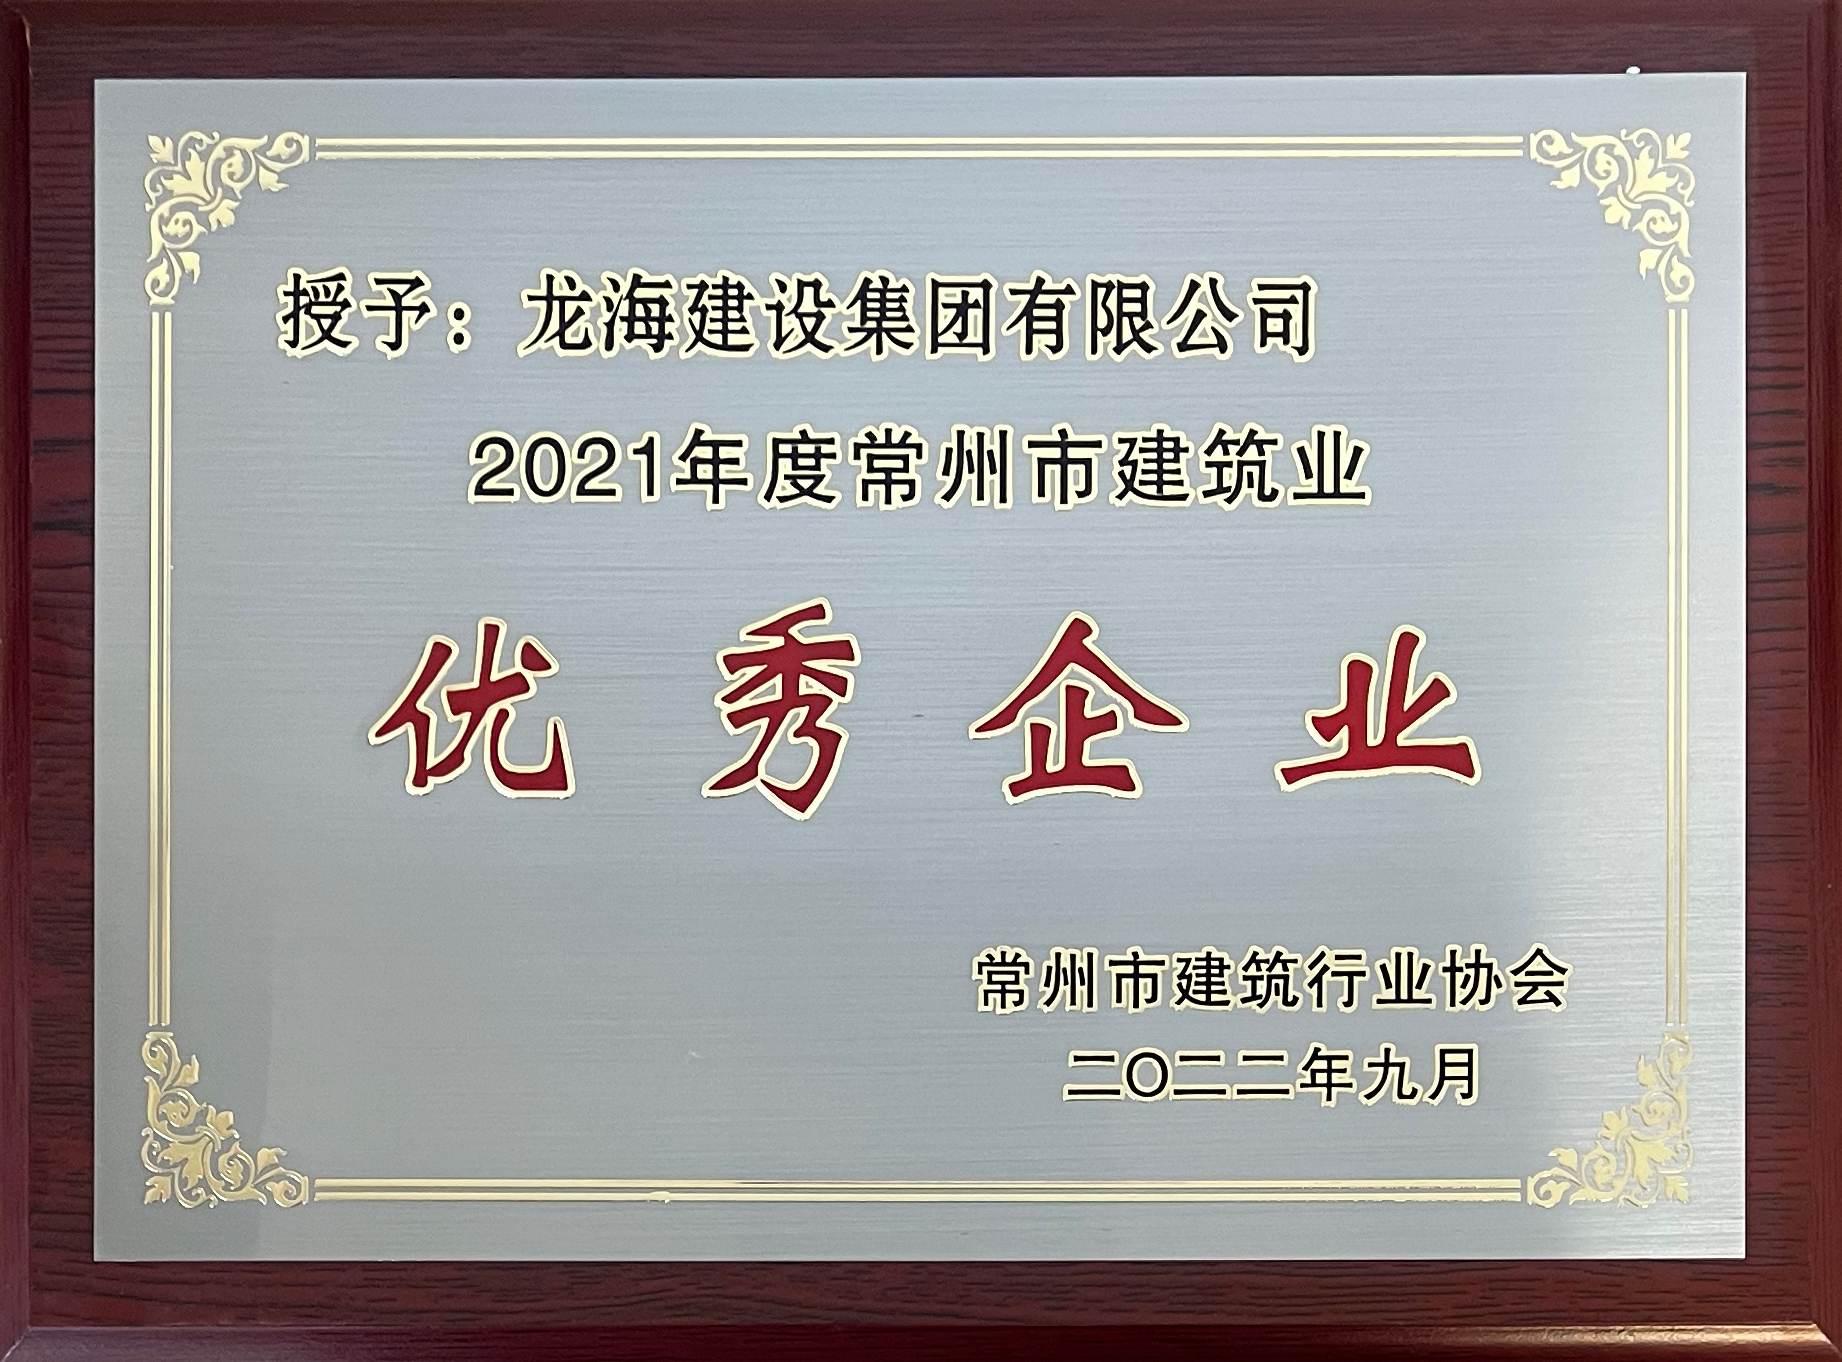 授予：龙海建设集团有限公司
2021年度常州市建筑业
优秀企业
常州市建筑行业协会
二〇二二年九月